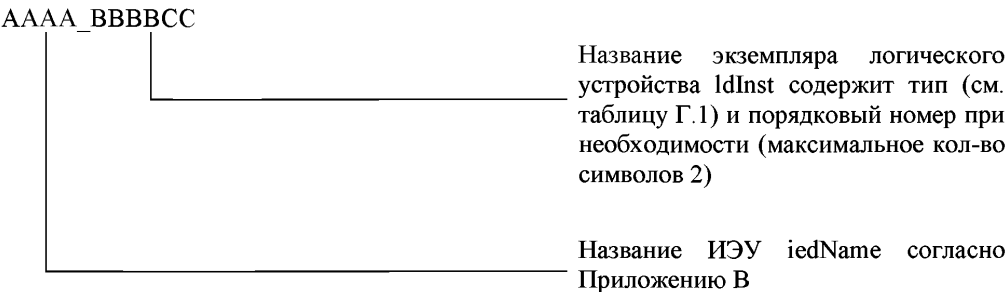 AAAA_BBBBCC
Название экземпляра логического
устройства ldInst содержит тип (см.
таблицу Г.1) и порядковый номер при
необходимости (максимальное кол-во
символов 2)
Название ИЭУ iedName согласно
Приложению В